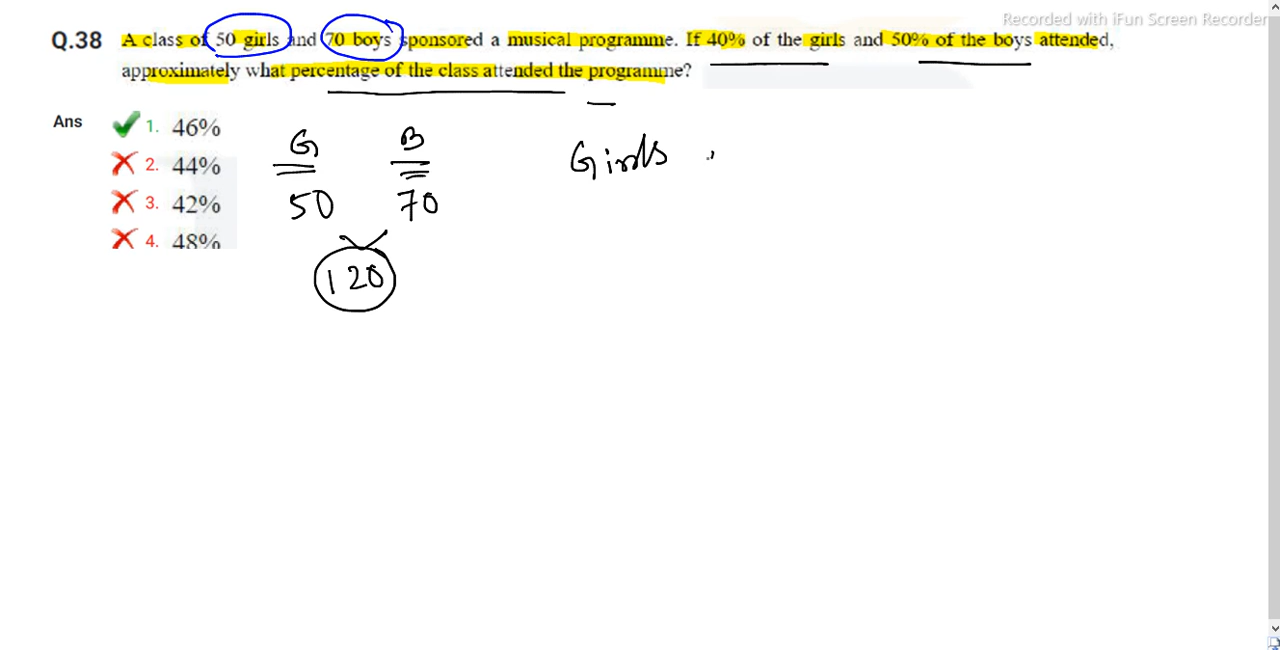 Recorded with iFun Screen Recorder
Q.38 A class of 50 girls and 70 boys sponsored a musical programme. If 40% of the girls and 50% of the boys attended,
approximately what percentage of the class attended the programme?
Ans
1. 46%
2. 44%
3. 42%
4. 48%
G B
50 70
120
Girls